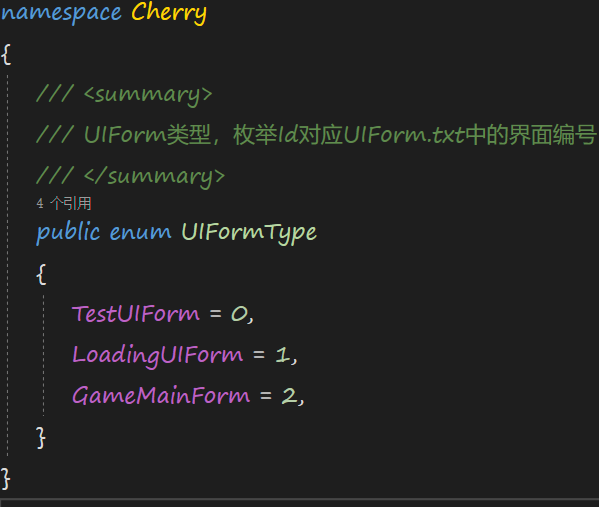 namespace Cherry
{
/// <summary>
/// UIForm类型，枚举Id对应UIForm.txt中的界面编号
/// </summary>
4 个引用
public enum UIFormType
{
TestUIForm = 0,
LoadingUIForm = 1,
GameMainForm = 2,
}
}